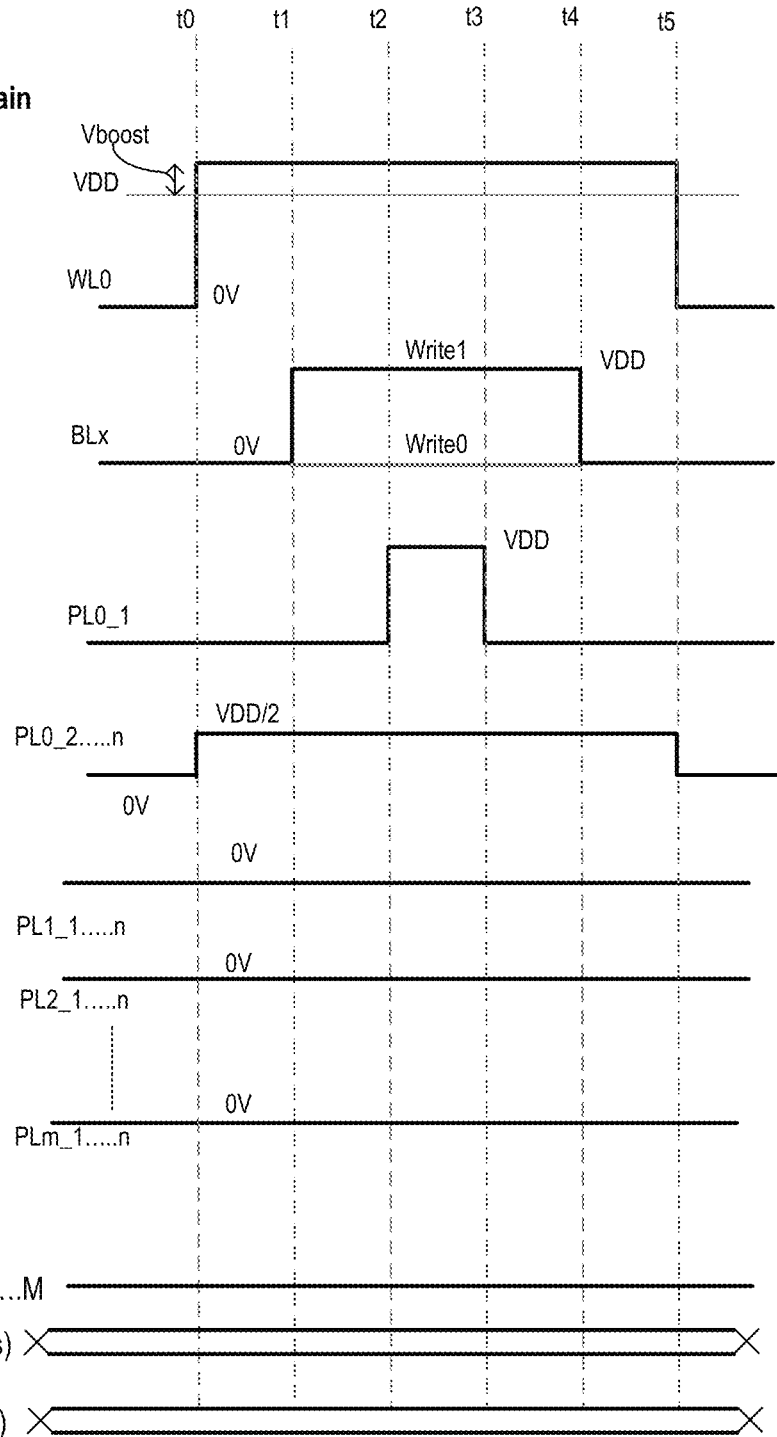 t0 t1 t2 t3 t4 t5
ain
Vboost
VDD
WL0
0V
Write1
VDD
BLx
0V
Write0
VDD
PL0_1
VDD/2
PL0_2.....n
0V
0V
PL1_1.....n
0V
PL2_1.....n
0V
PLm_1.....n
...M
s)
)